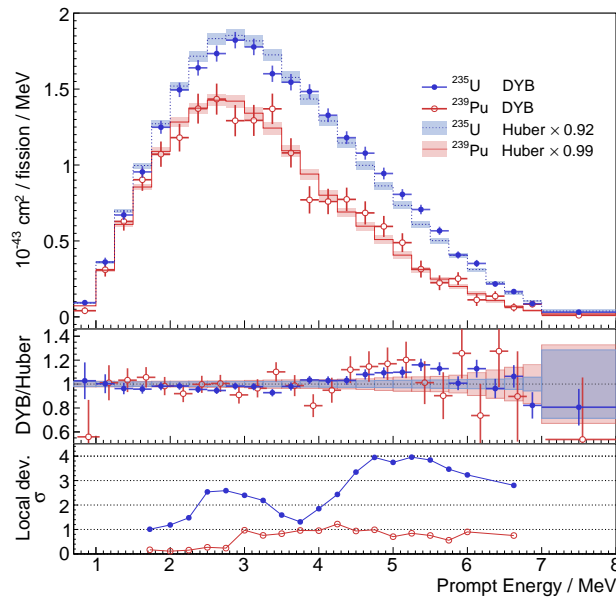 2
1.5
1
0.5
0
10⁻⁴³ cm² / fission / MeV
²³⁵U DYB
²³⁹Pu DYB
²³⁵U Huber × 0.92
²³⁹Pu Huber × 0.99
1.4
1.2
1
0.8
0.6
DYB/Huber
4
3
2
1
0
Local dev.
σ
1 2 3 4 5 6 7 8
Prompt Energy / MeV